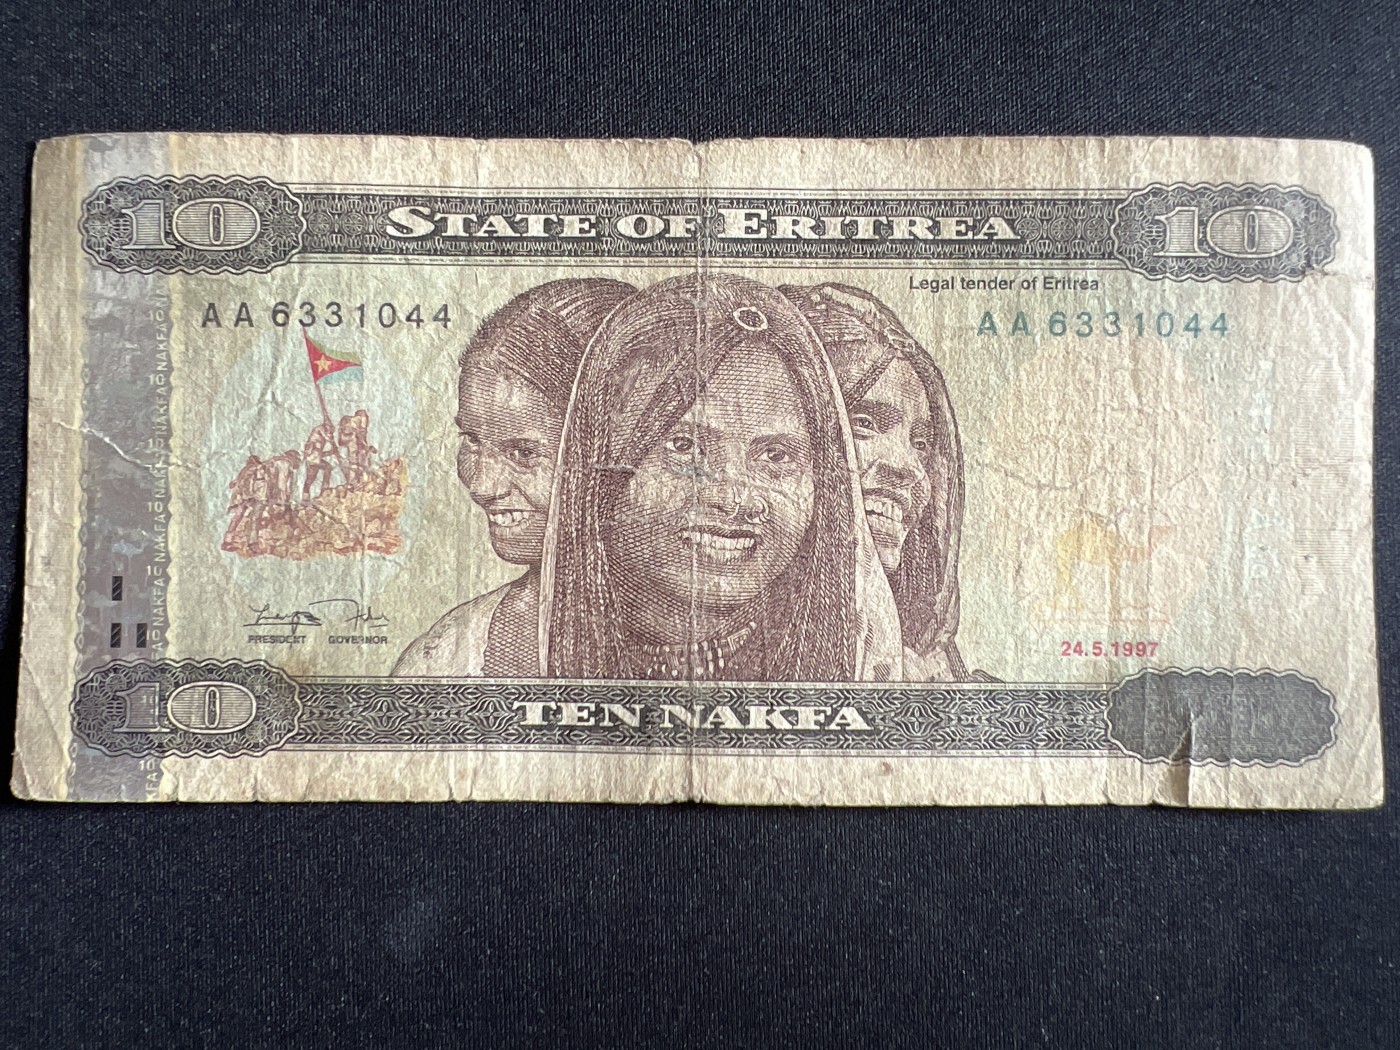 10 STATE OF ERITREA 10
Legal tender of Eritrea
AA 6331044 AA 6331044
PRESIDENT GOVERNOR
24.5.1997
10 TEN NAKFA